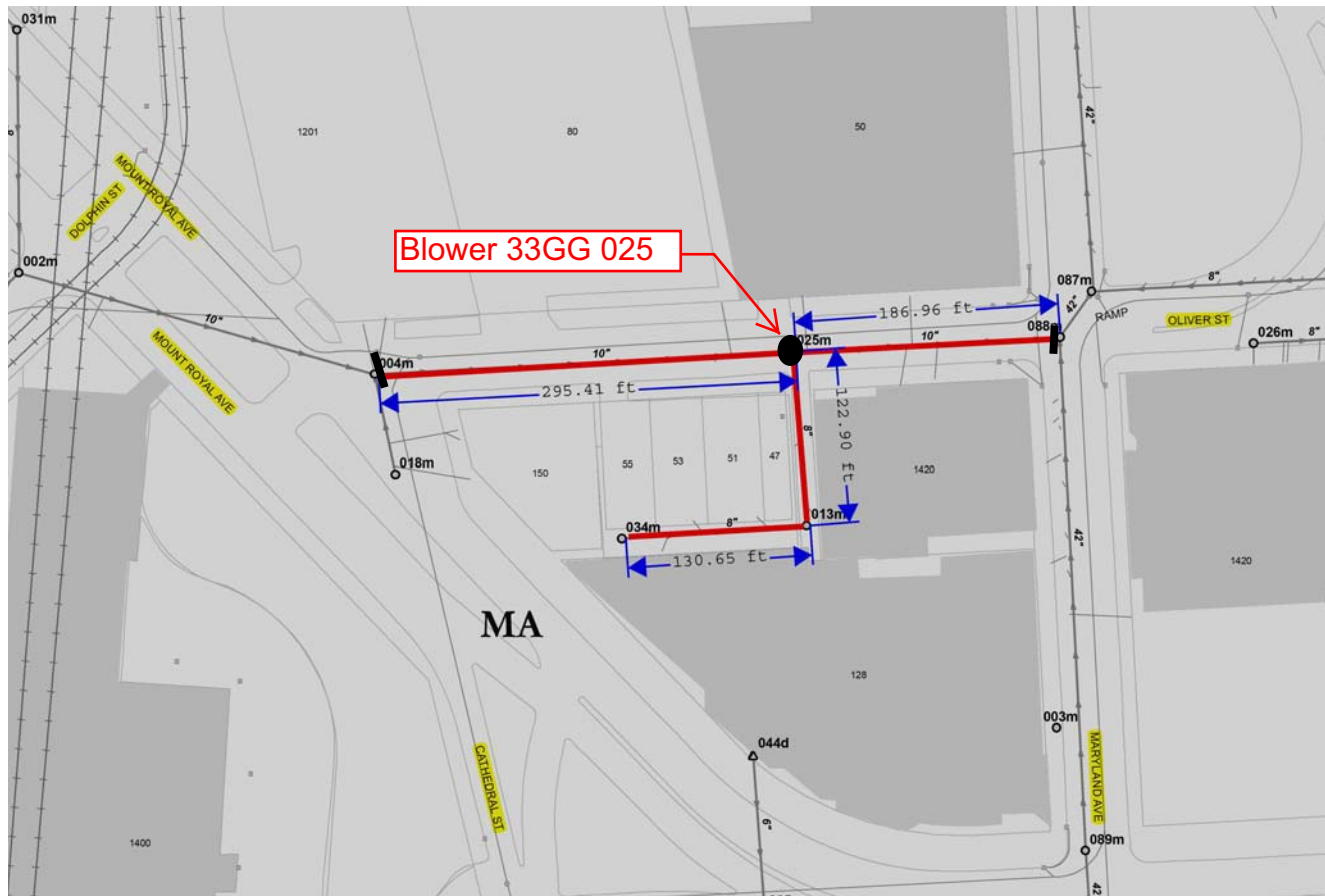 031m
8"
1201
80
50
42"
MOUNT ROYAL AVE
DOLPHIN ST
Blower 33GG 025
002m
087m
8"
42"
RAMP
OLIVER ST
186.96 ft
10"
10"
088m
026m
8"
025m
10"
004m
MOUNT ROYAL AVE
295.41 ft
122.90 ft
8"
018m
150
55
53
51
47
1420
034m
8"
013m
42"
130.65 ft
1420
MA
128
003m
044d
CATHEDRAL ST
MARYLAND AVE
6"
1400
089m
42